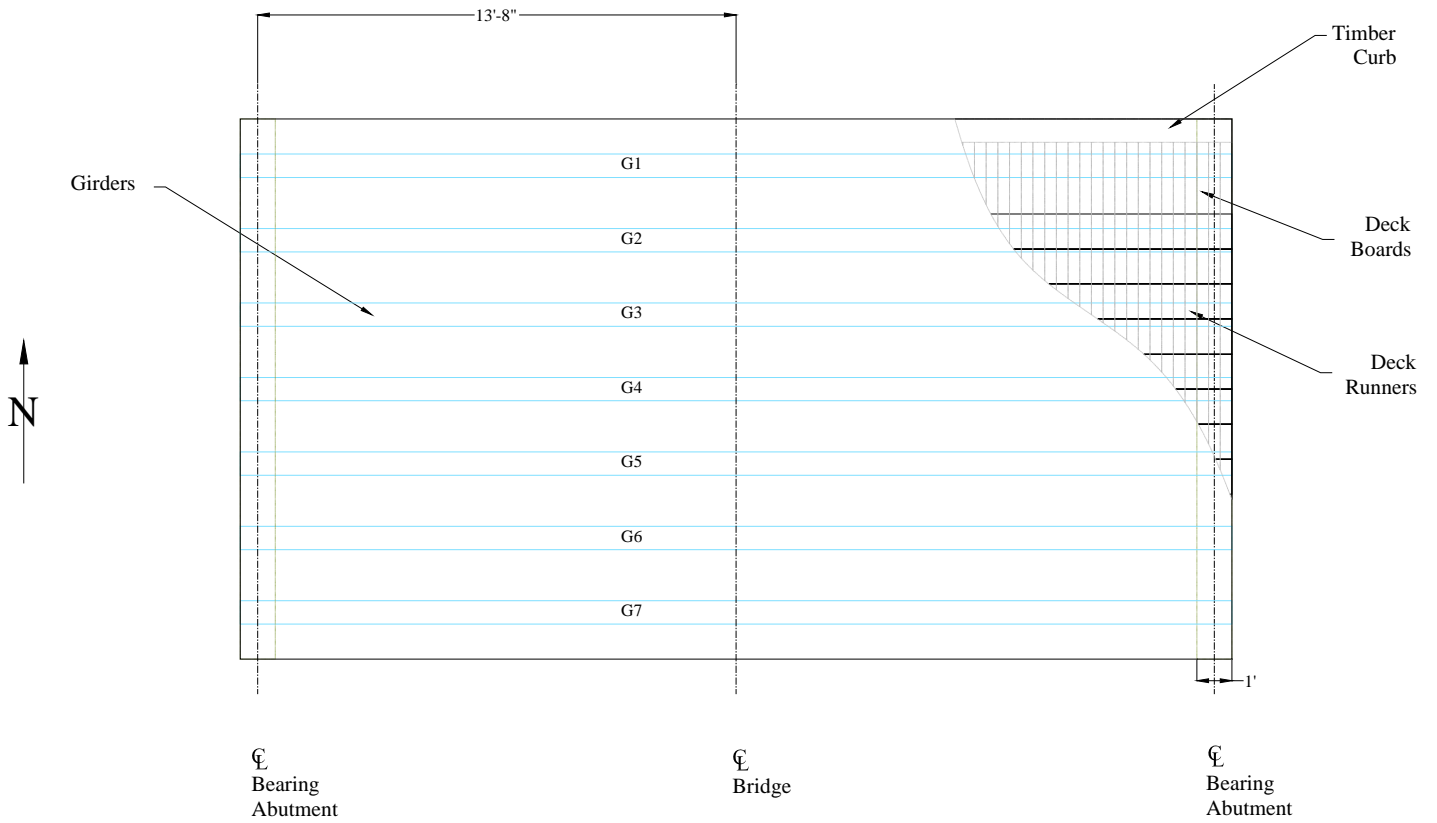 13'-8"
Timber
Curb
G1
Girders
Deck
Boards
G2
G3
N
Deck
Runners
G4
G5
G6
G7
1'
℄
Bearing
Abutment
℄
Bridge
℄
Bearing
Abutment